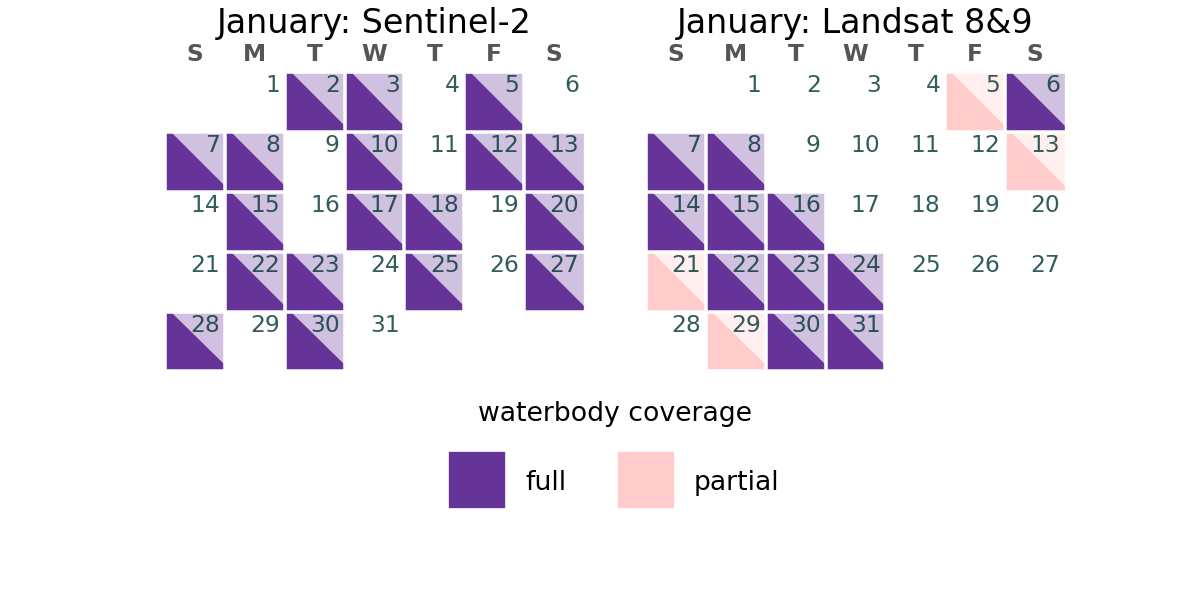 January: Sentinel-2
S M T W T F S
1 2 3 4 5 6
7 8 9 10 11 12 13
14 15 16 17 18 19 20
21 22 23 24 25 26 27
28 29 30 31
January: Landsat 8&9
S M T W T F S
1 2 3 4 5 6
7 8 9 10 11 12 13
14 15 16 17 18 19 20
21 22 23 24 25 26 27
28 29 30 31
waterbody coverage
full partial